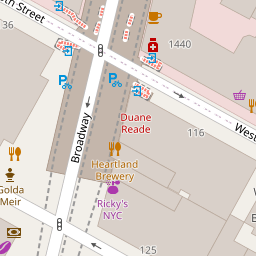 th Street
36
1440
Duane
Reade
116
West
Broadway
Heartland
Brewery
Golda
Meir
Ricky's
NYC
125